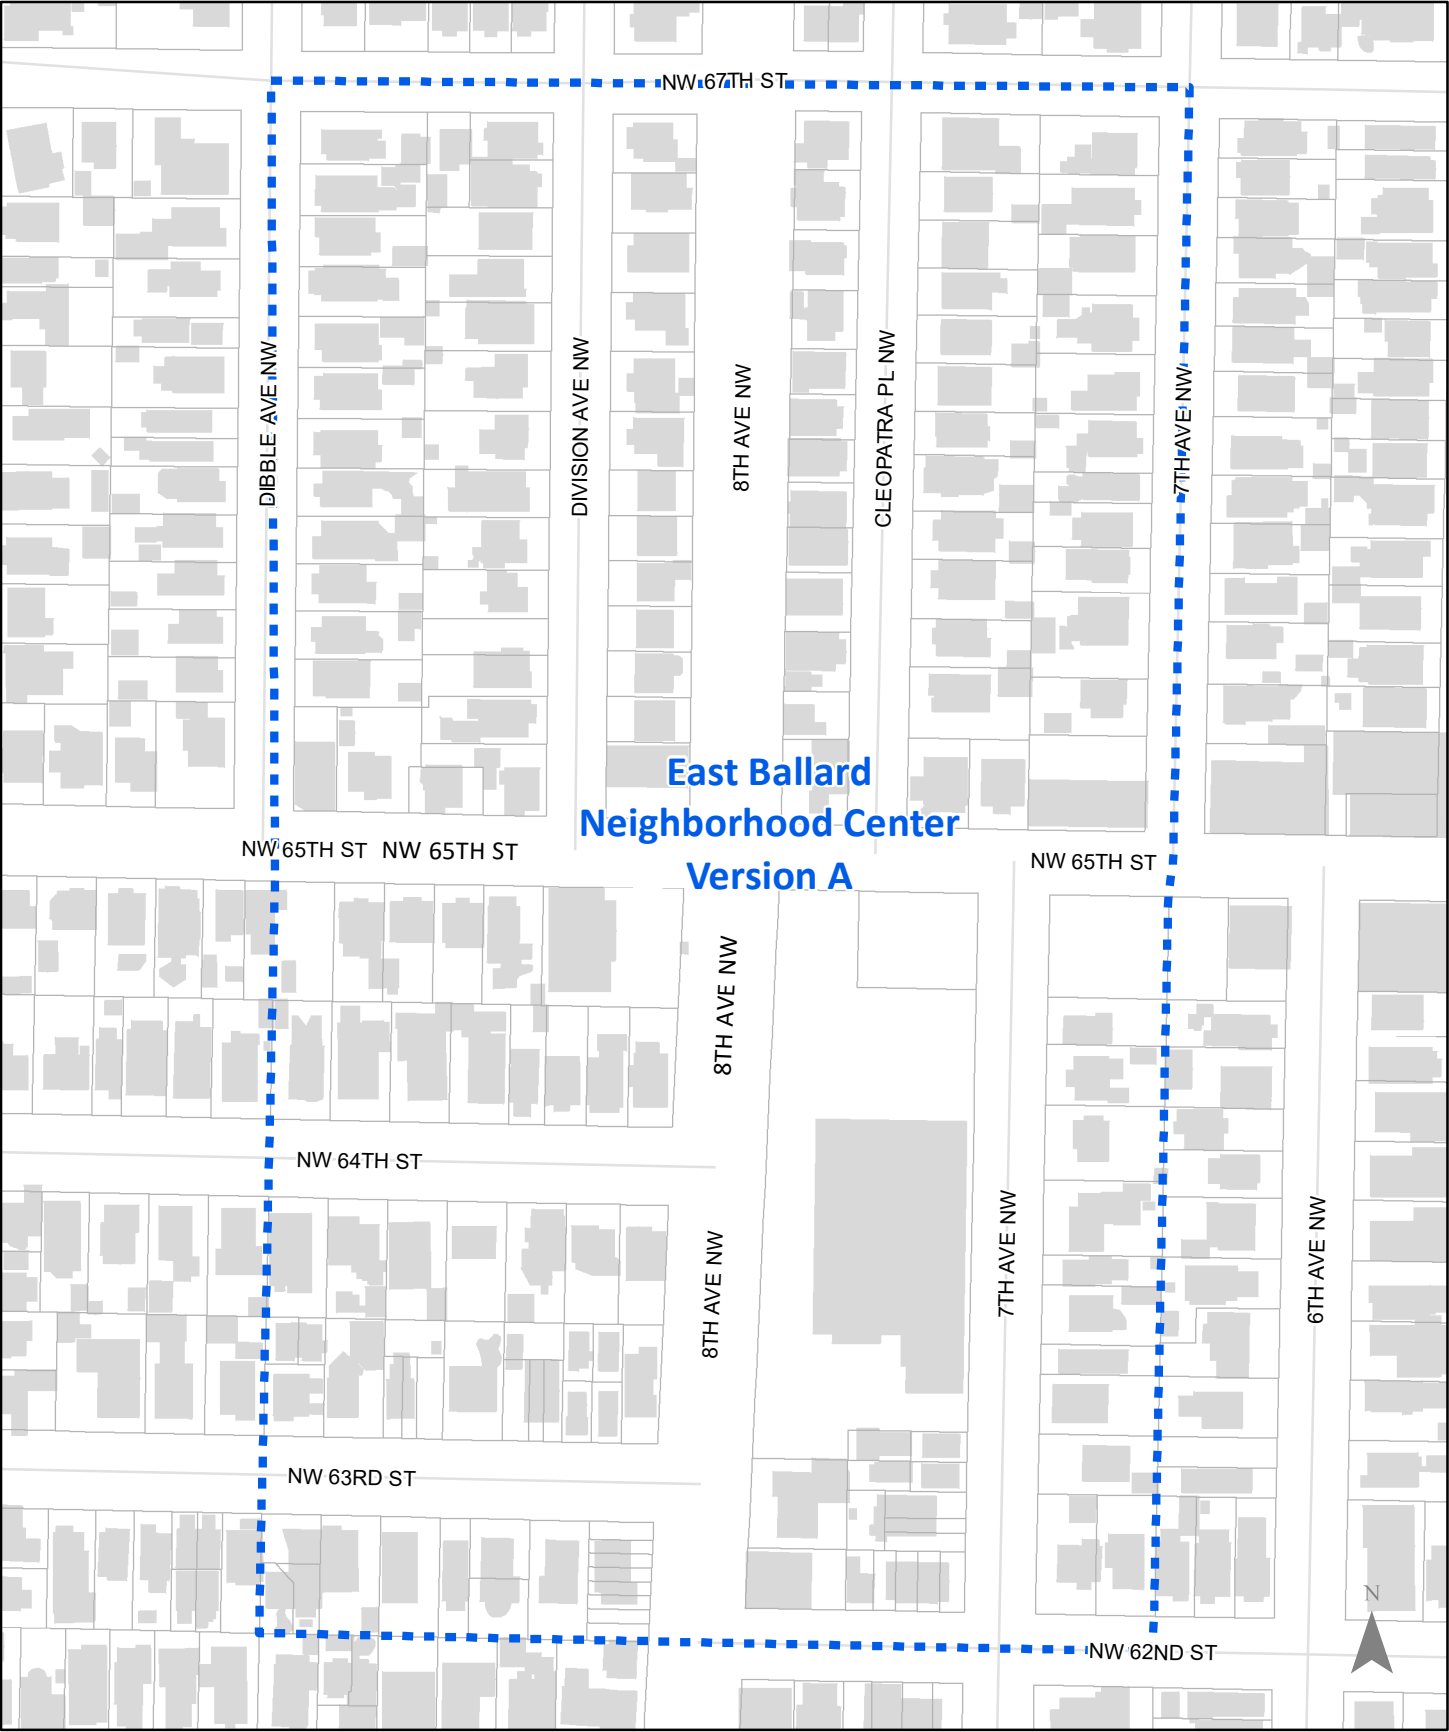 NW 67TH ST
DIBBLE AVE NW
DIVISION AVE NW
8TH AVE NW
CLEOPATRA PL NW
7TH AVE NW
East Ballard
Neighborhood Center
Version A
NW 65TH ST
NW 65TH ST
NW 65TH ST
8TH AVE NW
NW 64TH ST
7TH AVE NW
6TH AVE NW
8TH AVE NW
NW 63RD ST
N
NW 62ND ST